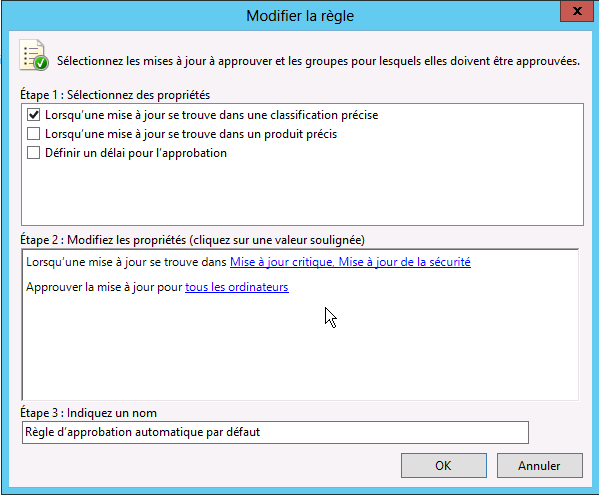 Modifier la règle
Sélectionnez les mises à jour à approuver et les groupes pour lesquels elles doivent être approuvées.
Étape 1 : Sélectionnez des propriétés
Lorsqu'une mise à jour se trouve dans une classification précise
Lorsqu'une mise à jour se trouve dans un produit précis
Définir un délai pour l'approbation
Étape 2 : Modifiez les propriétés (cliquez sur une valeur soulignée)
Lorsqu'une mise à jour se trouve dans Mise à jour critique, Mise à jour de la sécurité
Approuver la mise à jour pour tous les ordinateurs
Étape 3 : Indiquez un nom
Règle d'approbation automatique par défaut
OK
Annuler